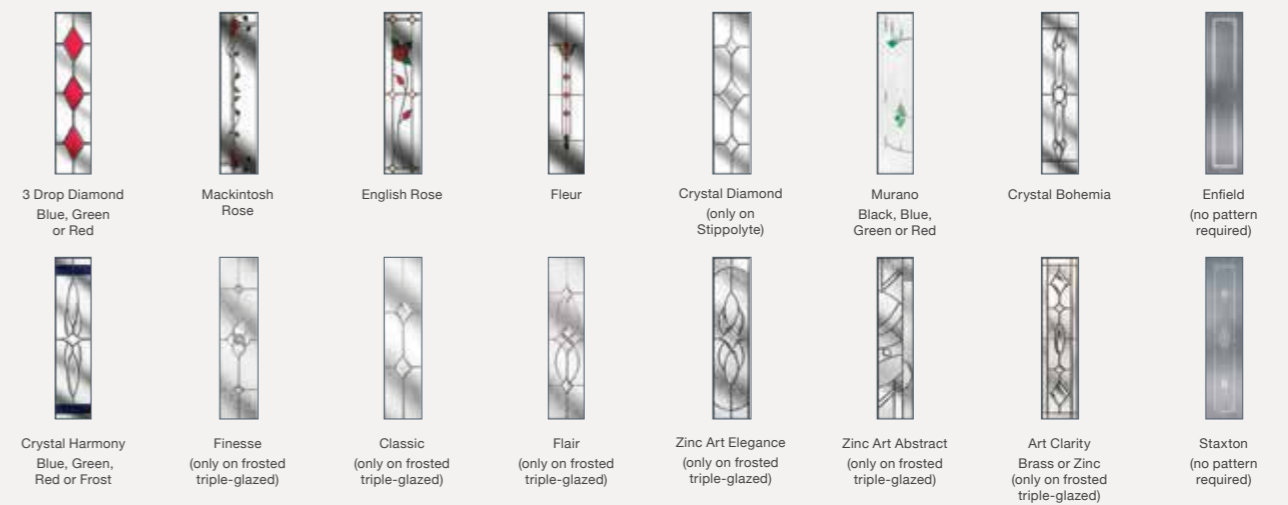 3 Drop Diamond
Blue, Green
or Red
Mackintosh
Rose
English Rose
Fleur
Crystal Diamond
(only on
Stippolyte)
Murano
Black, Blue,
Green or Red
Crystal Bohemia
Enfield
(no pattern
required)
Crystal Harmony
Blue, Green,
Red or Frost
Finesse
(only on frosted
triple-glazed)
Classic
(only on frosted
triple-glazed)
Flair
(only on frosted
triple-glazed)
Zinc Art Elegance
(only on frosted
triple-glazed)
Zinc Art Abstract
(only on frosted
triple-glazed)
Art Clarity
Brass or Zinc
(only on frosted
triple-glazed)
Staxton
(no pattern
required)